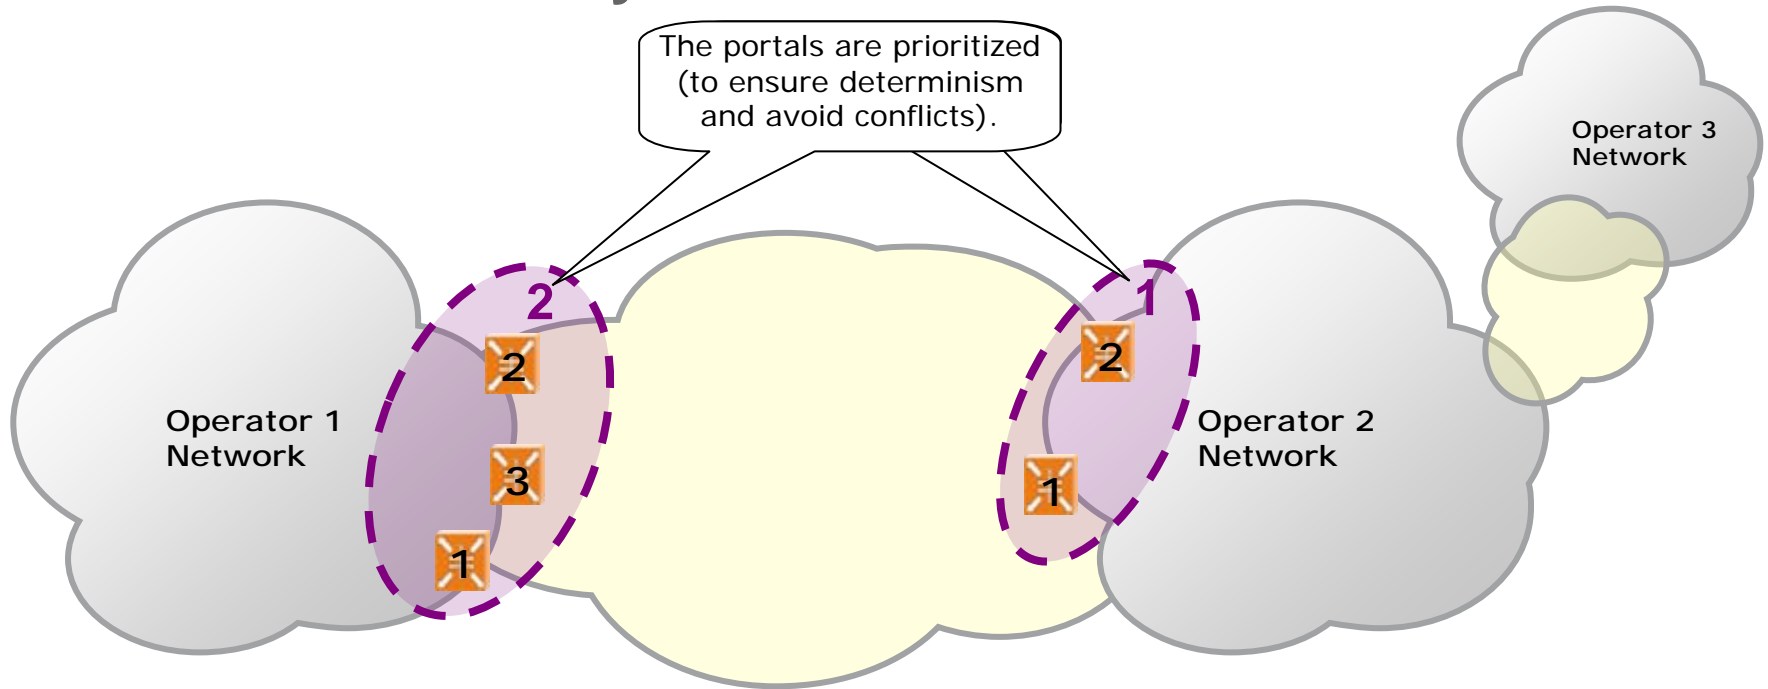 The portals are prioritized
(to ensure determinism
and avoid conflicts).
Operator 3
Network
2
1
2
2
Operator 1
Network
Operator 2
Network
3
1
1